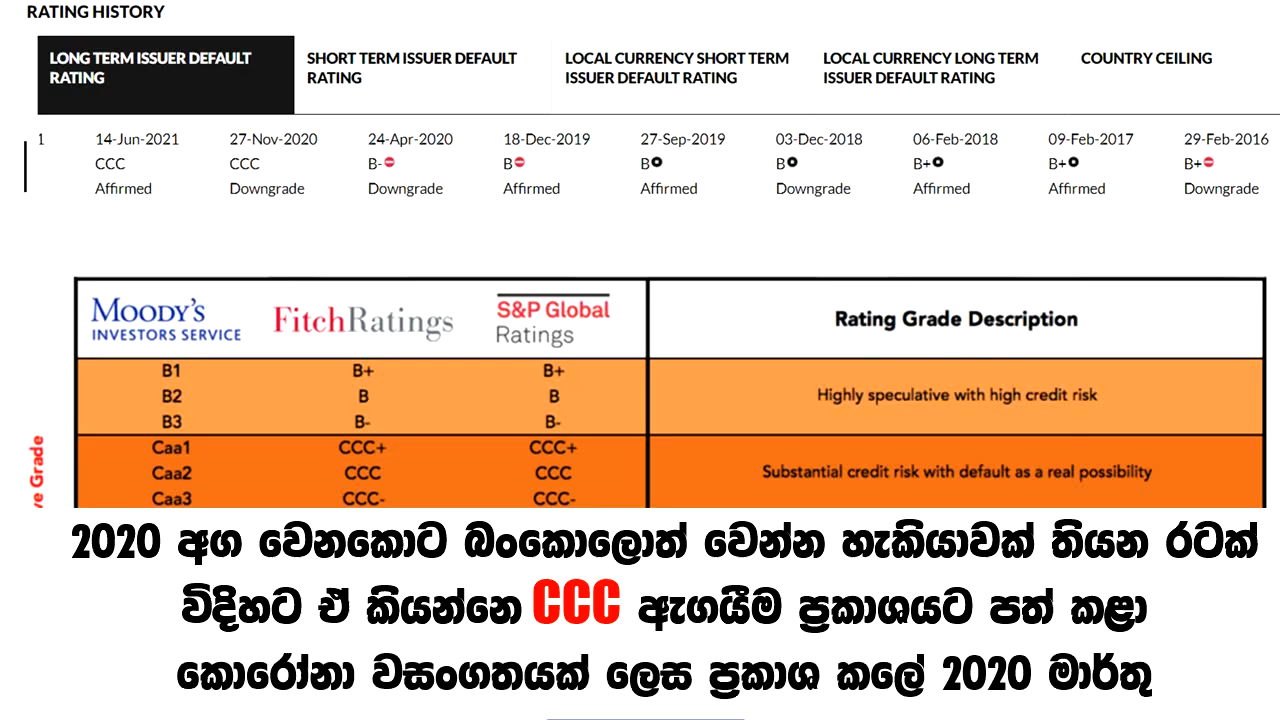 RATING HISTORY
LONG TERM ISSUER DEFAULT RATING
SHORT TERM ISSUER DEFAULT RATING
LOCAL CURRENCY SHORT TERM ISSUER DEFAULT RATING
LOCAL CURRENCY LONG TERM ISSUER DEFAULT RATING
COUNTRY CEILING
1 14-Jun-2021 27-Nov-2020 24-Apr-2020 18-Dec-2019 27-Sep-2019 03-Dec-2018 06-Feb-2018 09-Feb-2017 29-Feb-2016
CCC CCC B- B B B B+ B+ B+
Affirmed Downgrade Downgrade Affirmed Affirmed Downgrade Affirmed Affirmed Downgrade
MOODY'S INVESTORS SERVICE
FitchRatings
S&P Global Ratings
Rating Grade Description
B1 B+ B+
B2 B B Highly speculative with high credit risk
B3 B- B-
Caa1 CCC+ CCC+
Caa2 CCC CCC Substantial credit risk with default as a real possibility
Caa3 CCC- CCC-
ve Grade
2020 අග වෙනකොට බංකොලොත් වෙන්න හැකියාවක් තියන රටක්
විදිහට ඒ කියන්නෙ CCC ඇගයීම ප්‍රකාශයට පත් කළා
කොරෝනා වසංගතයක් ලෙස ප්‍රකාශ කලේ 2020 මාර්තු